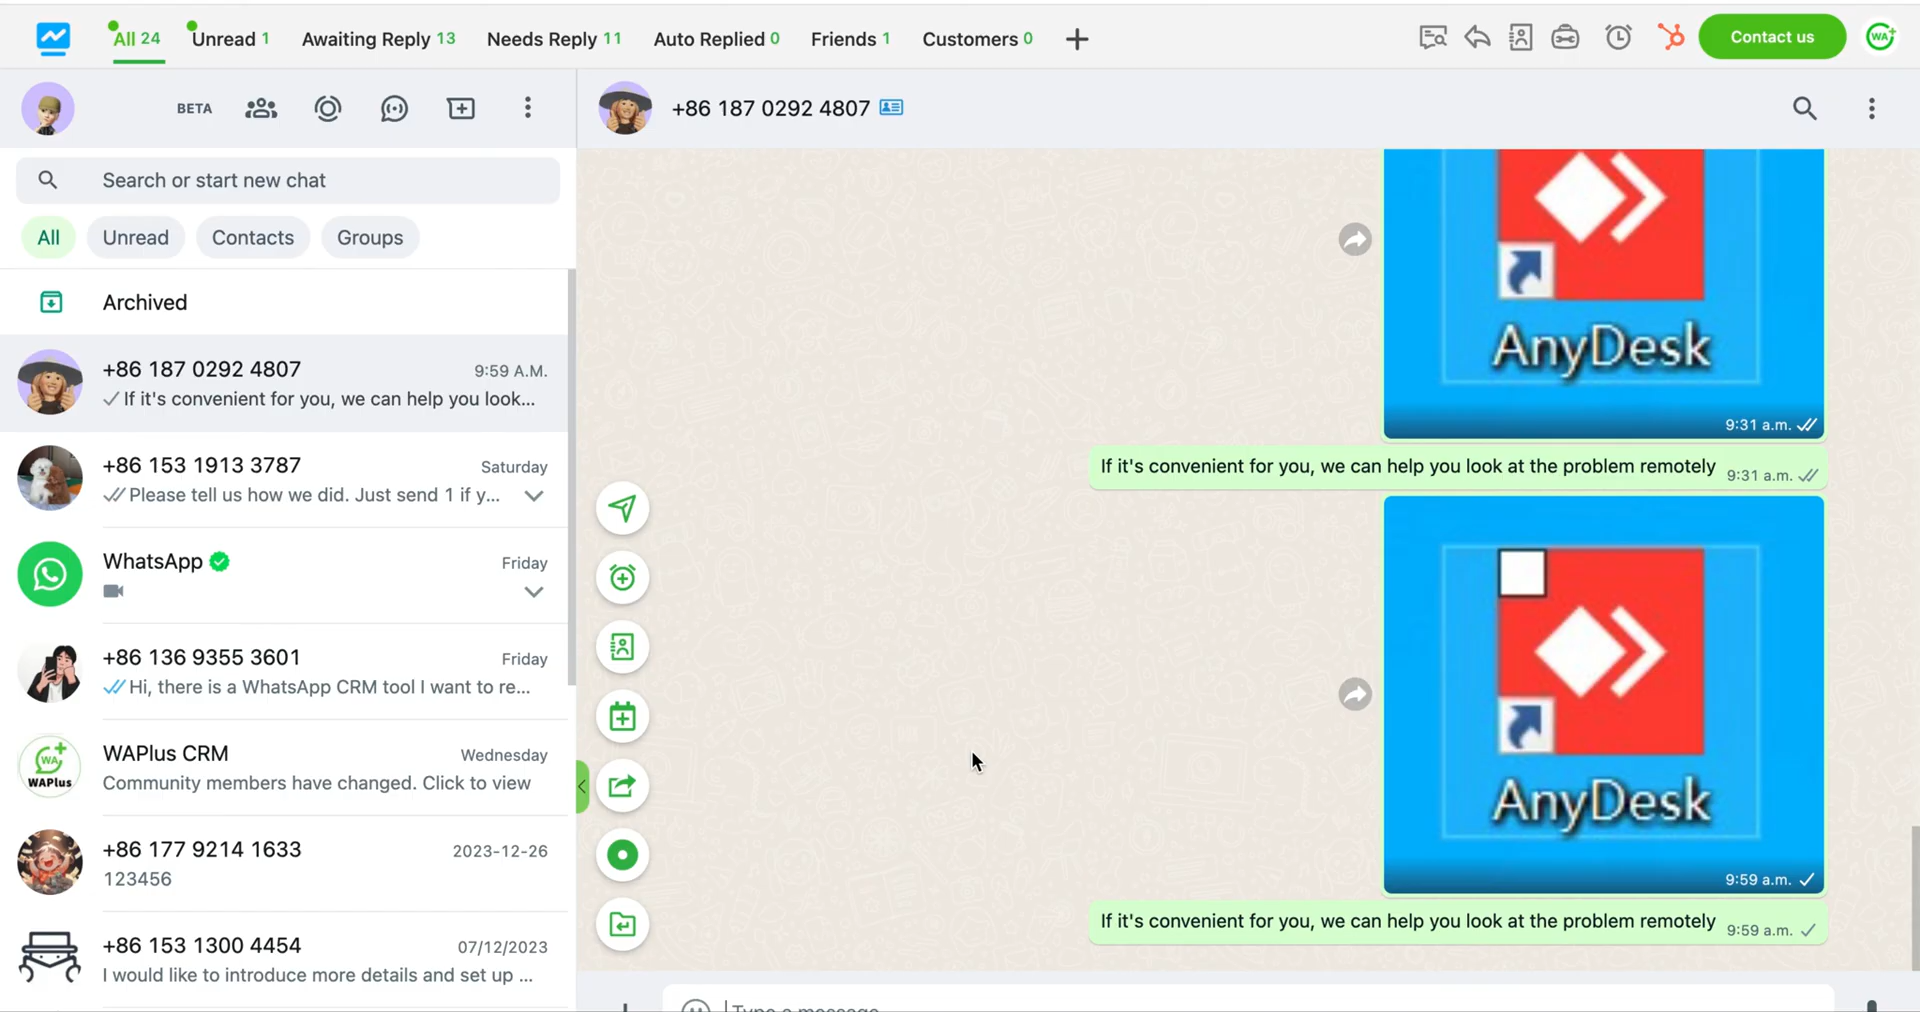 All 24
Unread 1
Awaiting Reply 13
Needs Reply 11
Auto Replied 0
Friends 1
Customers 0
Contact us
WA+
BETA
+86 187 0292 4807
Search or start new chat
All
Unread
Contacts
Groups
Archived
+86 187 0292 4807
9:59 A.M.
If it's convenient for you, we can help you look...
+86 153 1913 3787
Saturday
Please tell us how we did. Just send 1 if y...
WhatsApp
Friday
+86 136 9355 3601
Friday
Hi, there is a WhatsApp CRM tool I want to re...
WA+
WAPlus
WAPlus CRM
Wednesday
Community members have changed. Click to view
+86 177 9214 1633
2023-12-26
123456
+86 153 1300 4454
07/12/2023
I would like to introduce more details and set up ...
AnyDesk
9:31 a.m.
If it's convenient for you, we can help you look at the problem remotely
9:31 a.m.
AnyDesk
9:59 a.m.
If it's convenient for you, we can help you look at the problem remotely
9:59 a.m.
Type a message